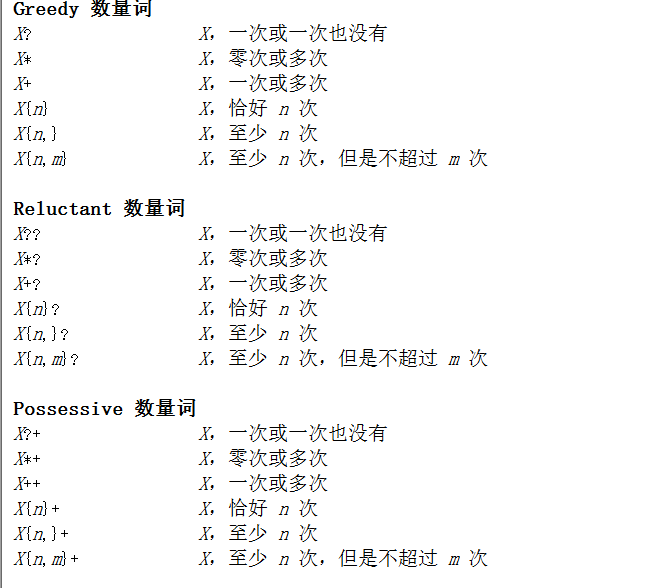 Greedy 数量词
X? X，一次或一次也没有
X* X，零次或多次
X+ X，一次或多次
X{n} X，恰好 n 次
X{n,} X，至少 n 次
X{n,m} X，至少 n 次，但是不超过 m 次
Reluctant 数量词
X?? X，一次或一次也没有
X*? X，零次或多次
X+? X，一次或多次
X{n}? X，恰好 n 次
X{n,}? X，至少 n 次
X{n,m}? X，至少 n 次，但是不超过 m 次
Possessive 数量词
X?+ X，一次或一次也没有
X*+ X，零次或多次
X++ X，一次或多次
X{n}+ X，恰好 n 次
X{n,}+ X，至少 n 次
X{n,m}+ X，至少 n 次，但是不超过 m 次